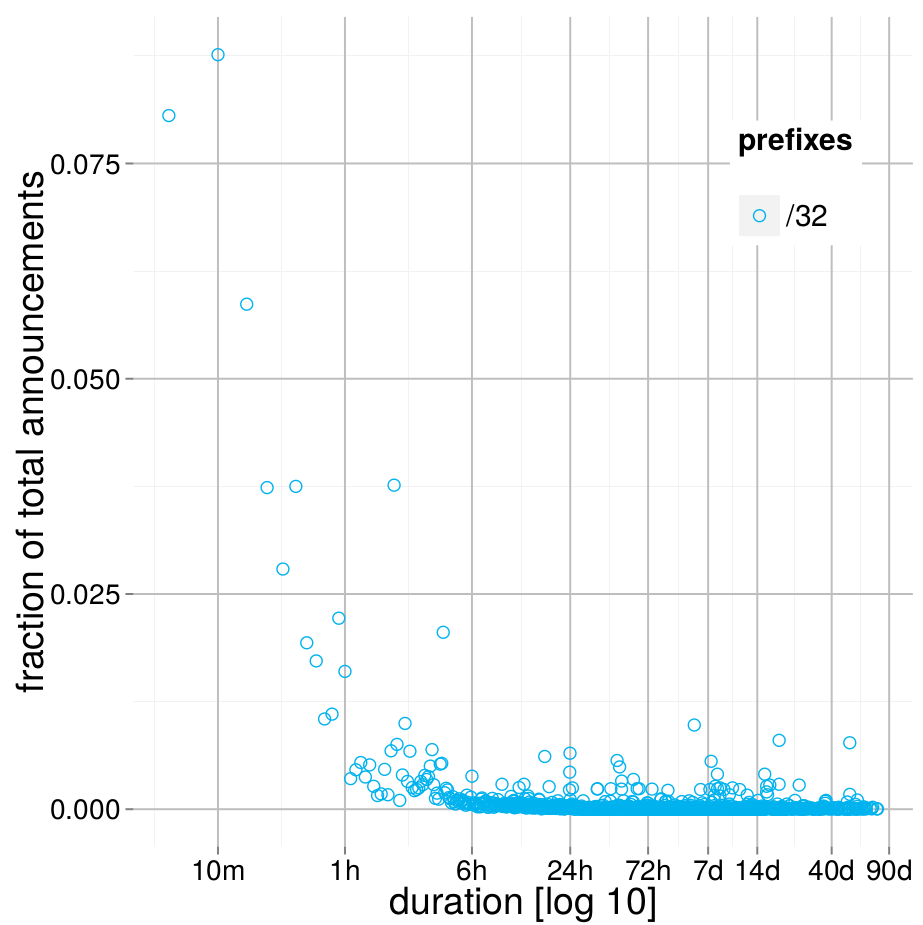 fraction of total announcements
0.075
0.050
0.025
0.000
prefixes
/32
10m 1h 6h 24h 72h 7d 14d 40d 90d
duration [log 10]